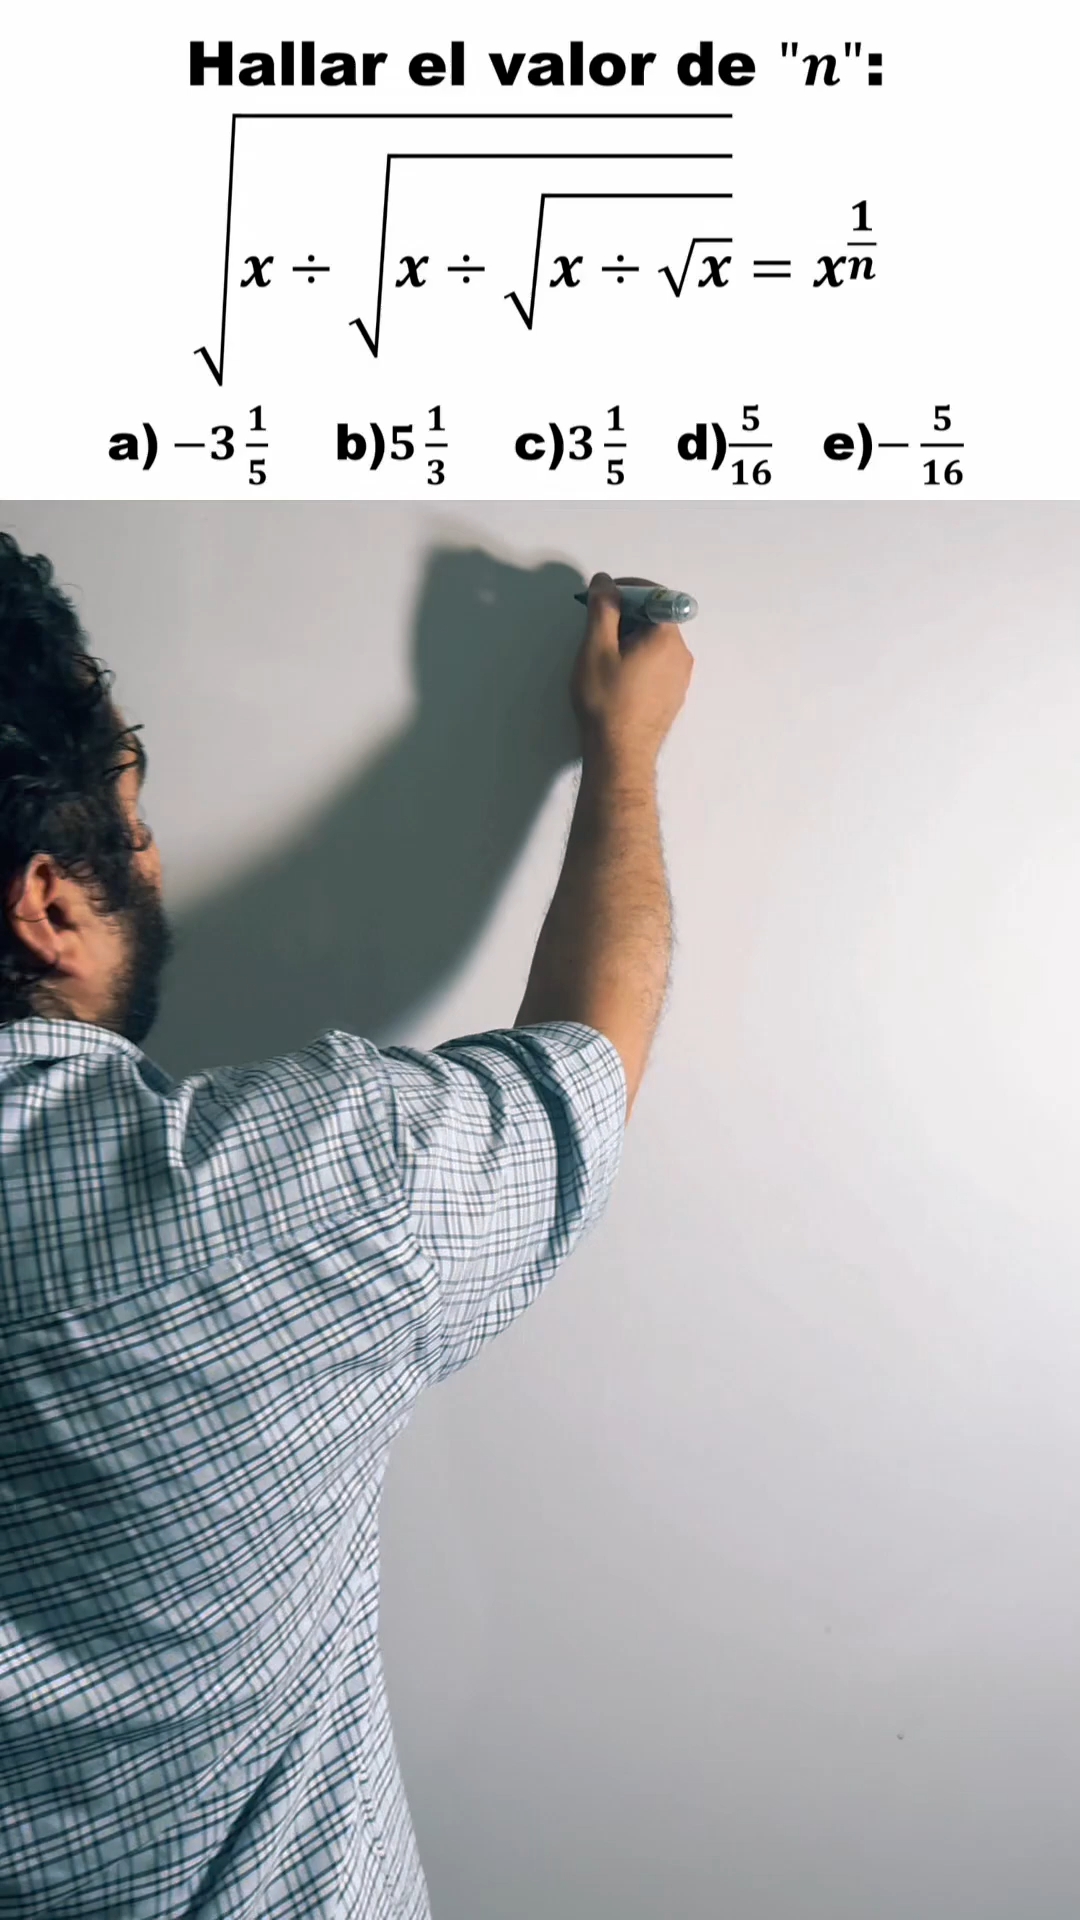 Hallar el valor de "n":
√(x ÷ √(x ÷ √(x ÷ √x))) = x^(1/n)
a) −3 1/5 b)5 1/3 c)3 1/5 d) 5/16 e)− 5/16